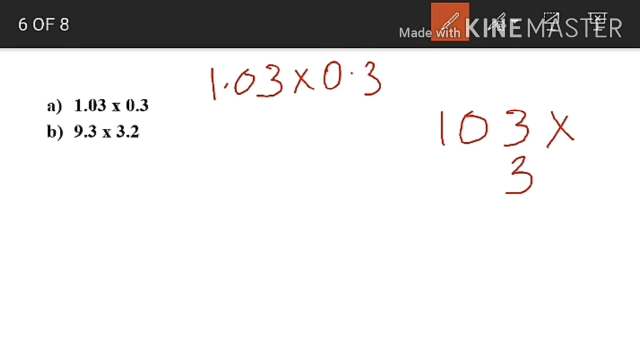 6 OF 8
Made with KINEMASTER
1.03 x 0.3
a) 1.03 x 0.3
b) 9.3 x 3.2
103 x
3